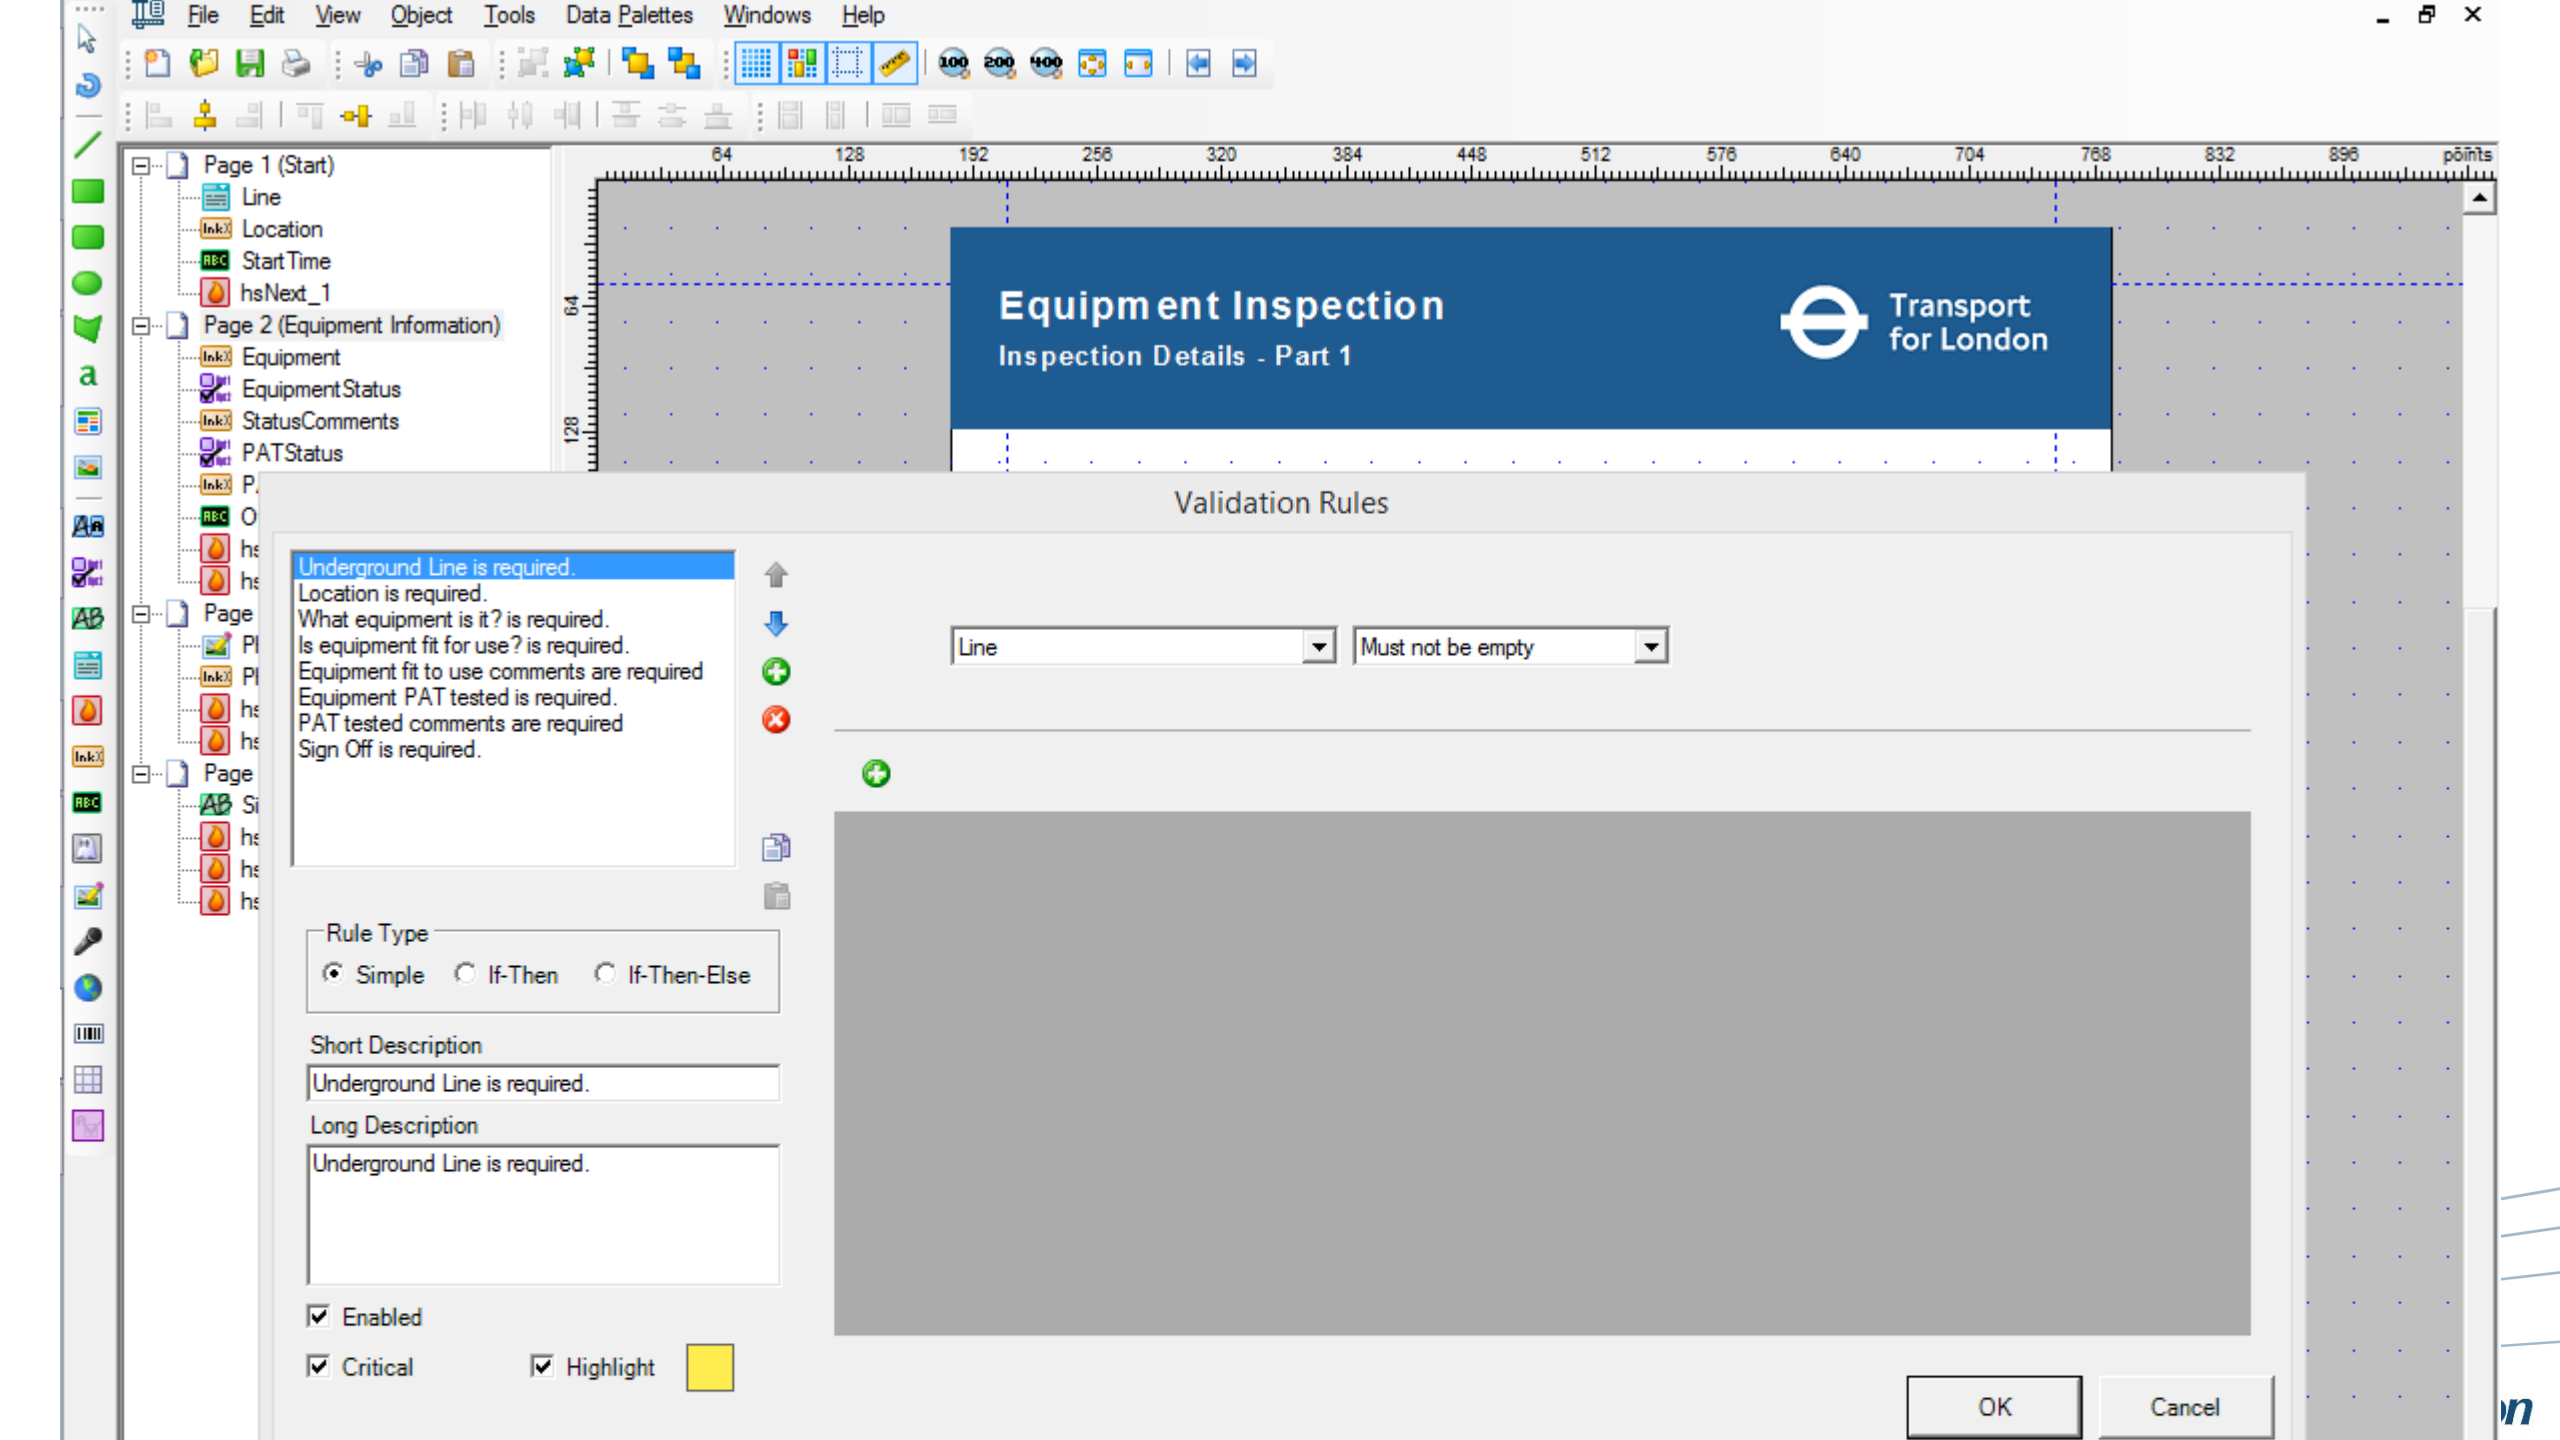 File Edit View Object Tools Data Palettes Windows Help
100 200 400
64 128 192 256 320 384 448 512 576 640 704 768 832 896 points
64
128
Page 1 (Start)
Line
Location
StartTime
hsNext_1
Page 2 (Equipment Information)
Equipment
EquipmentStatus
StatusComments
PATStatus
Page
Page
Equipment Inspection
Inspection Details - Part 1
Transport
for London
Validation Rules
Underground Line is required.
Location is required.
What equipment is it? is required.
Is equipment fit for use? is required.
Equipment fit to use comments are required
Equipment PAT tested is required.
PAT tested comments are required
Sign Off is required.
Line
Must not be empty
Rule Type
Simple If-Then If-Then-Else
Short Description
Underground Line is required.
Long Description
Underground Line is required.
Enabled
Critical Highlight
OK Cancel